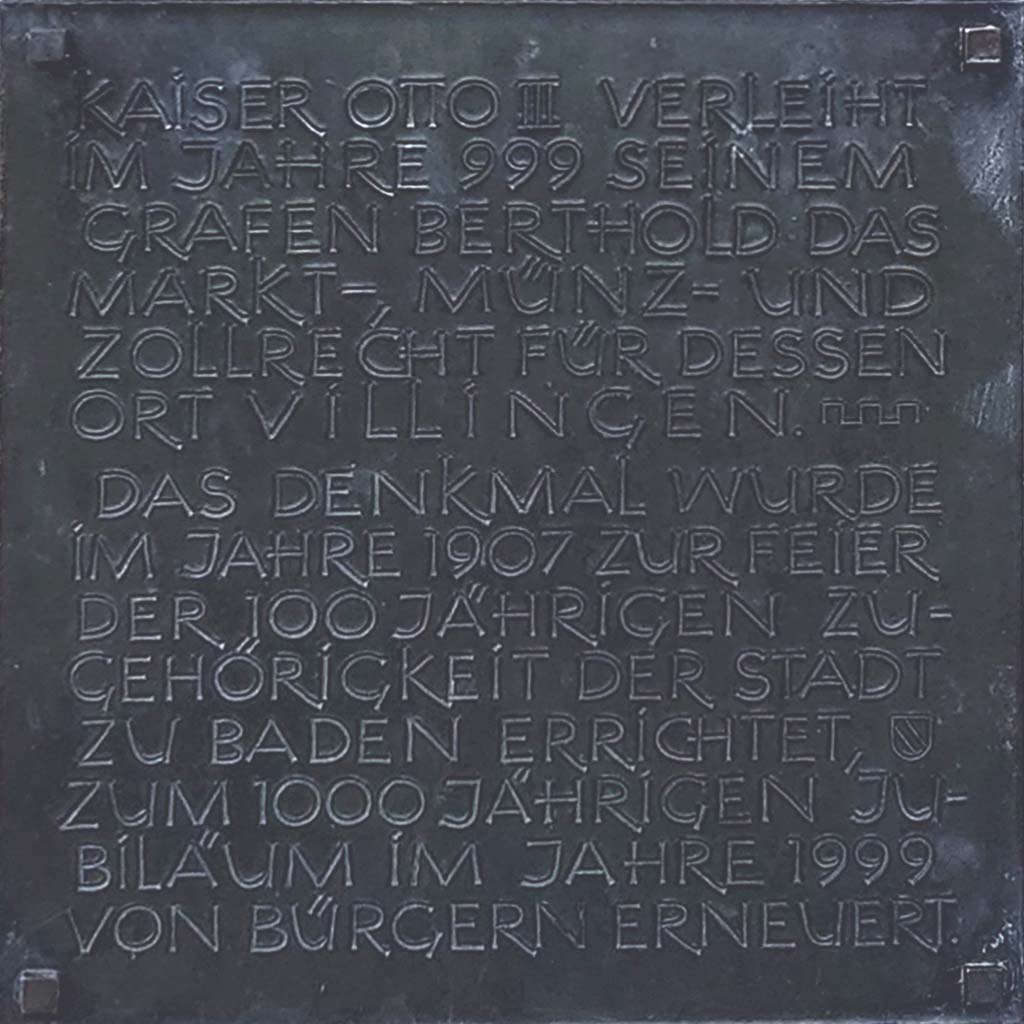 KAISER OTTO III VERLEIHT
IM JAHRE 999 SEINEM
GRAFEN BERTHOLD DAS
MARKT-, MÜNZ- UND
ZOLLRECHT FÜR DESSEN
ORT VILLINGEN.
DAS DENKMAL WURDE
IM JAHRE 1907 ZUR FEIER
DER 100 JÄHRIGEN ZU-
GEHÖRIGKEIT DER STADT
ZU BADEN ERRICHTET,
ZUM 1000 JÄHRIGEN JU-
BILÄUM IM JAHRE 1999
VON BÜRGERN ERNEUERT.